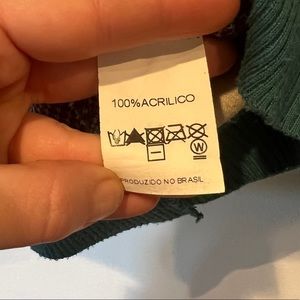 100% ACRILICO
W
PRODUZIDO NO BRASIL